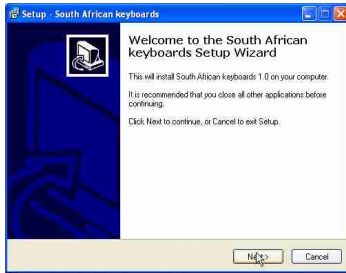 Setup - South African keyboards
Welcome to the South African
keyboards Setup Wizard
This will install South African keyboards 1.0 on your computer.
It is recommended that you close all other applications before
continuing.
Click Next to continue, or Cancel to exit Setup.
Cancel